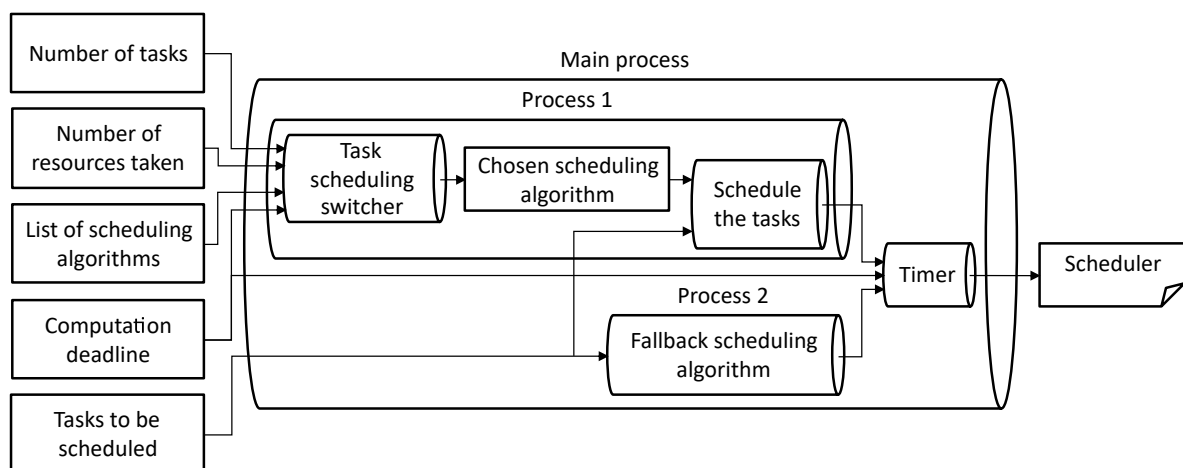 Number of tasks
Number of
resources taken
List of scheduling
algorithms
Computation
deadline
Tasks to be
scheduled
Main process
Process 1
Task
scheduling
switcher
Chosen scheduling
algorithm
Schedule
the tasks
Process 2
Fallback scheduling
algorithm
Timer
Scheduler